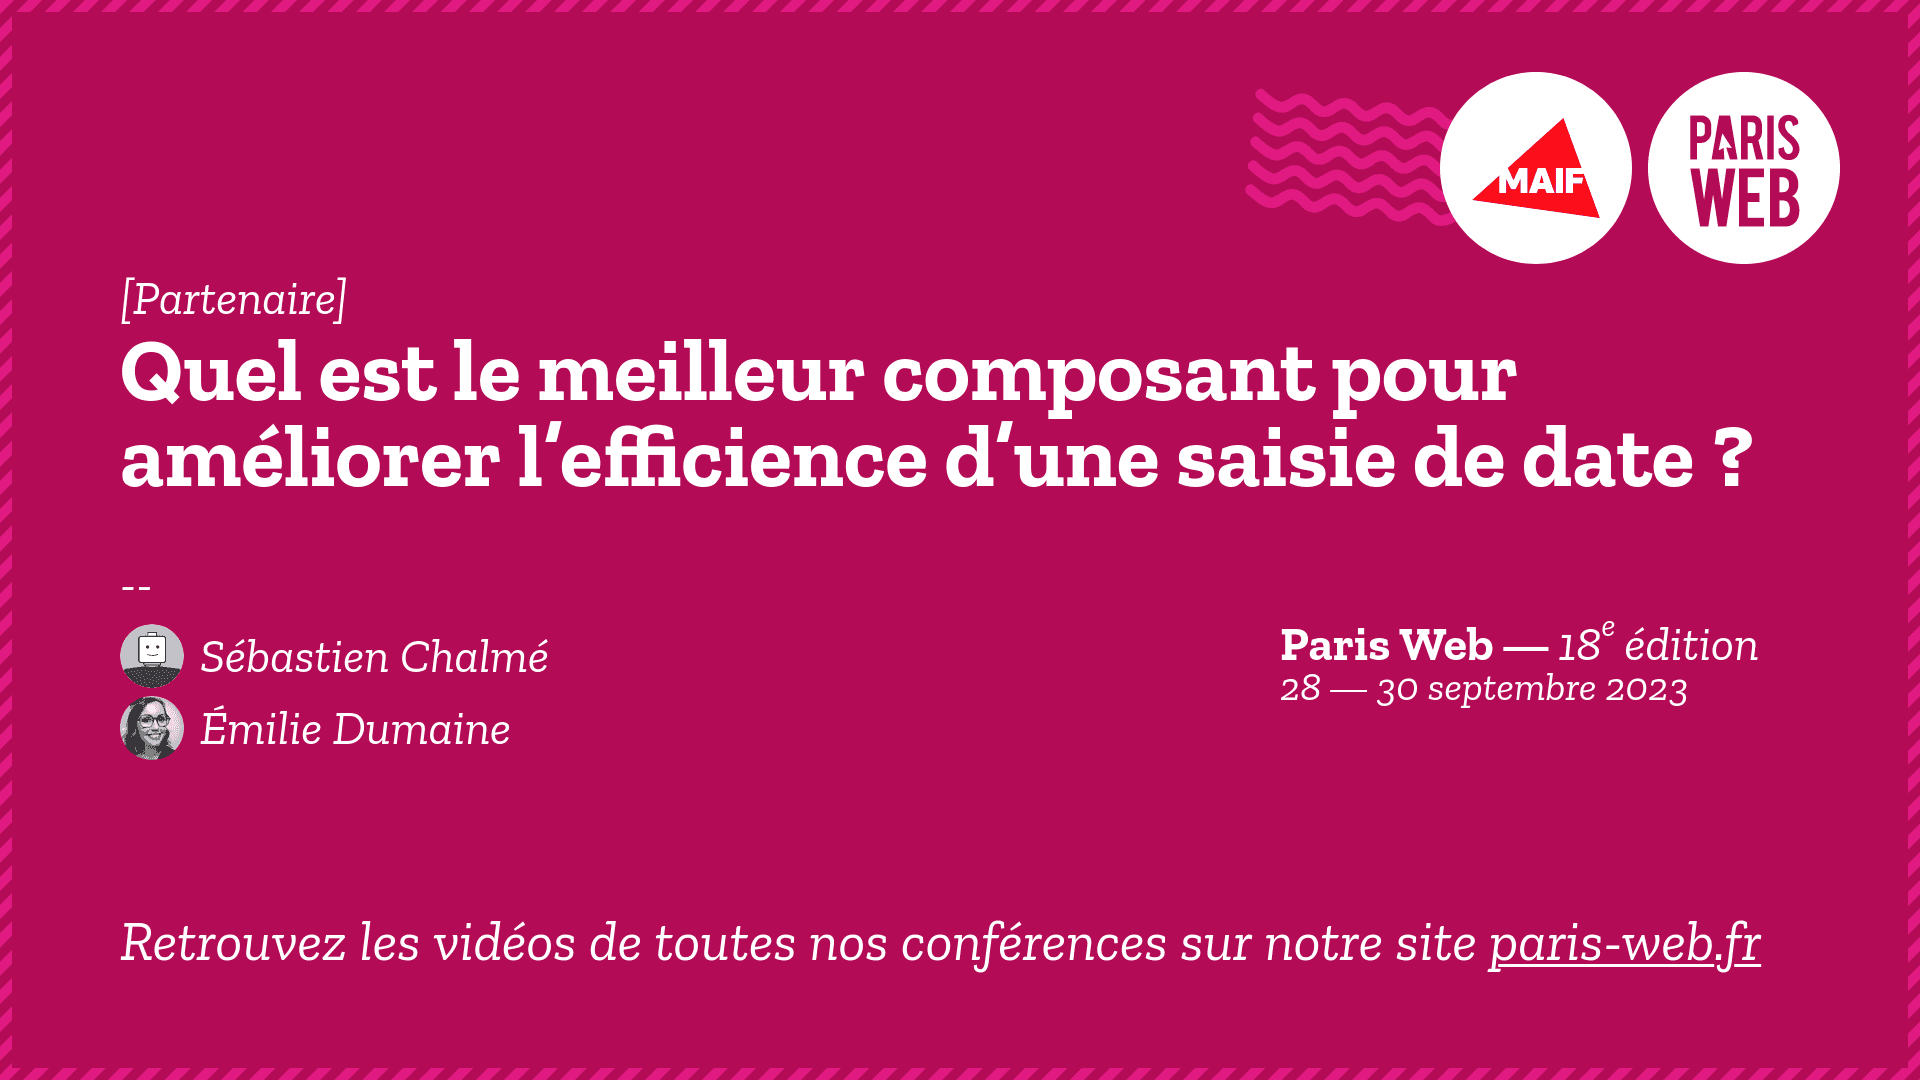 MAIF
PARIS
WEB
[Partenaire]
Quel est le meilleur composant pour
améliorer l’efficience d’une saisie de date ?
--
Sébastien Chalmé
Émilie Dumaine
Paris Web — 18e édition
28 — 30 septembre 2023
Retrouvez les vidéos de toutes nos conférences sur notre site paris-web.fr